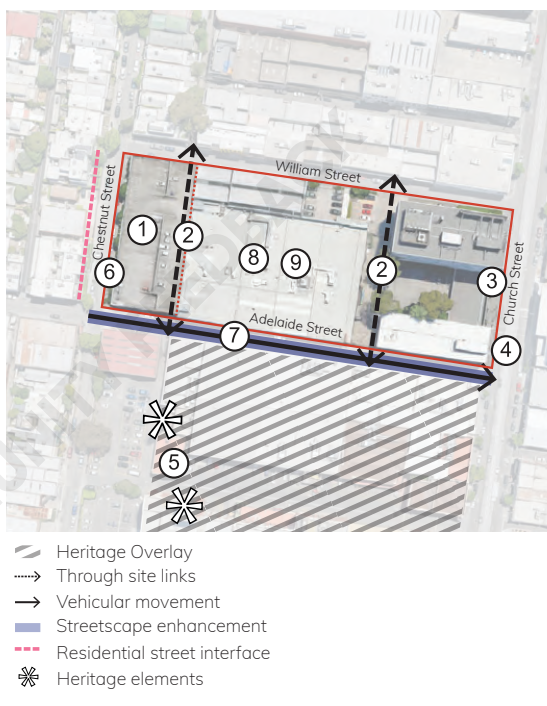 William Street
Chestnut Street
1
2
8
9
2
3
Church Street
6
7
Adelaide Street
4
5
Heritage Overlay
Through site links
Vehicular movement
Streetscape enhancement
Residential street interface
Heritage elements